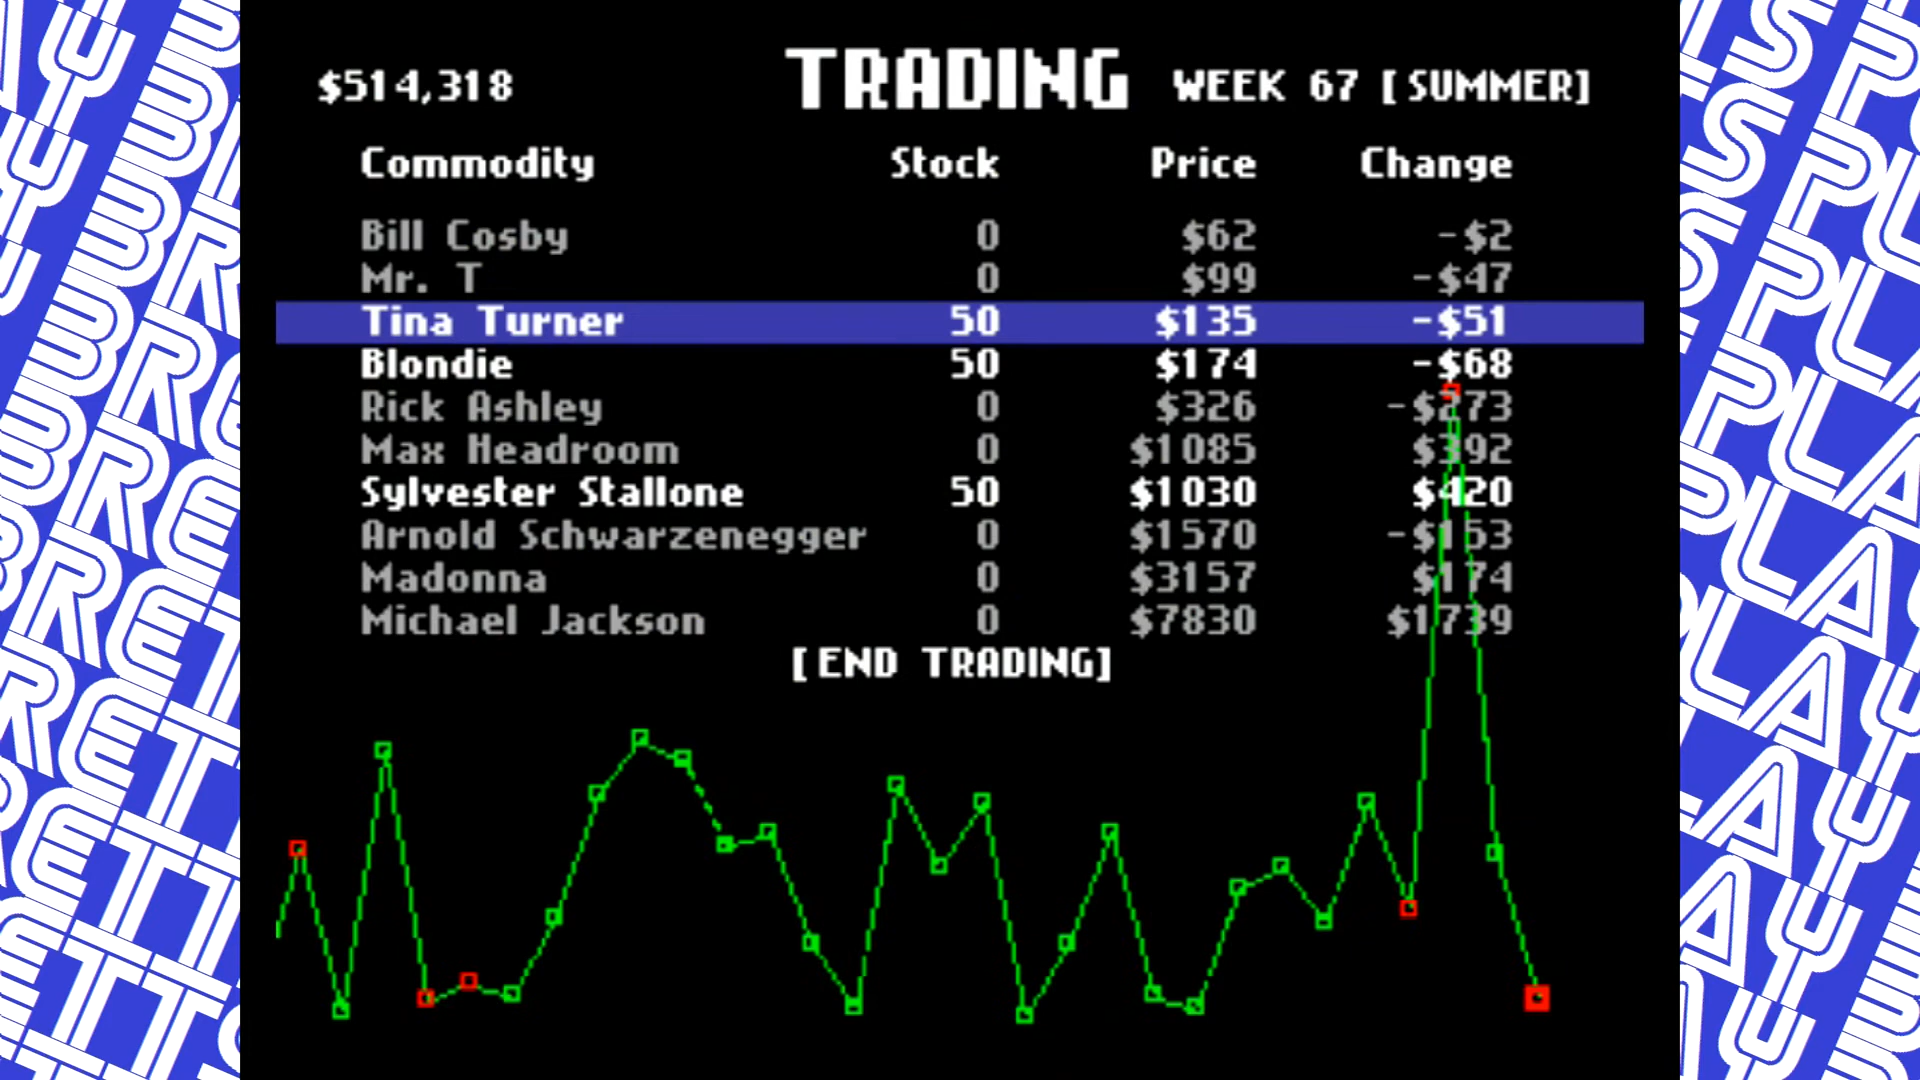 $514,318 TRADING WEEK 67 [SUMMER]
Commodity Stock Price Change
Bill Cosby 0 $62 -$2
Mr. T 0 $99 -$47
Tina Turner 50 $135 -$51
Blondie 50 $174 -$68
Rick Ashley 0 $326 -$273
Max Headroom 0 $1085 $392
Sylvester Stallone 50 $1030 $420
Arnold Schwarzenegger 0 $1570 -$153
Madonna 0 $3157 $174
Michael Jackson 0 $7830 $1739
[END TRADING]